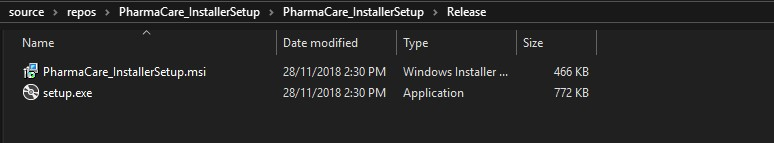 source > repos > PharmaCare_InstallerSetup > PharmaCare_InstallerSetup > Release
Name Date modified Type Size
PharmaCare_InstallerSetup.msi 28/11/2018 2:30 PM Windows Installer ... 466 KB
setup.exe 28/11/2018 2:30 PM Application 772 KB